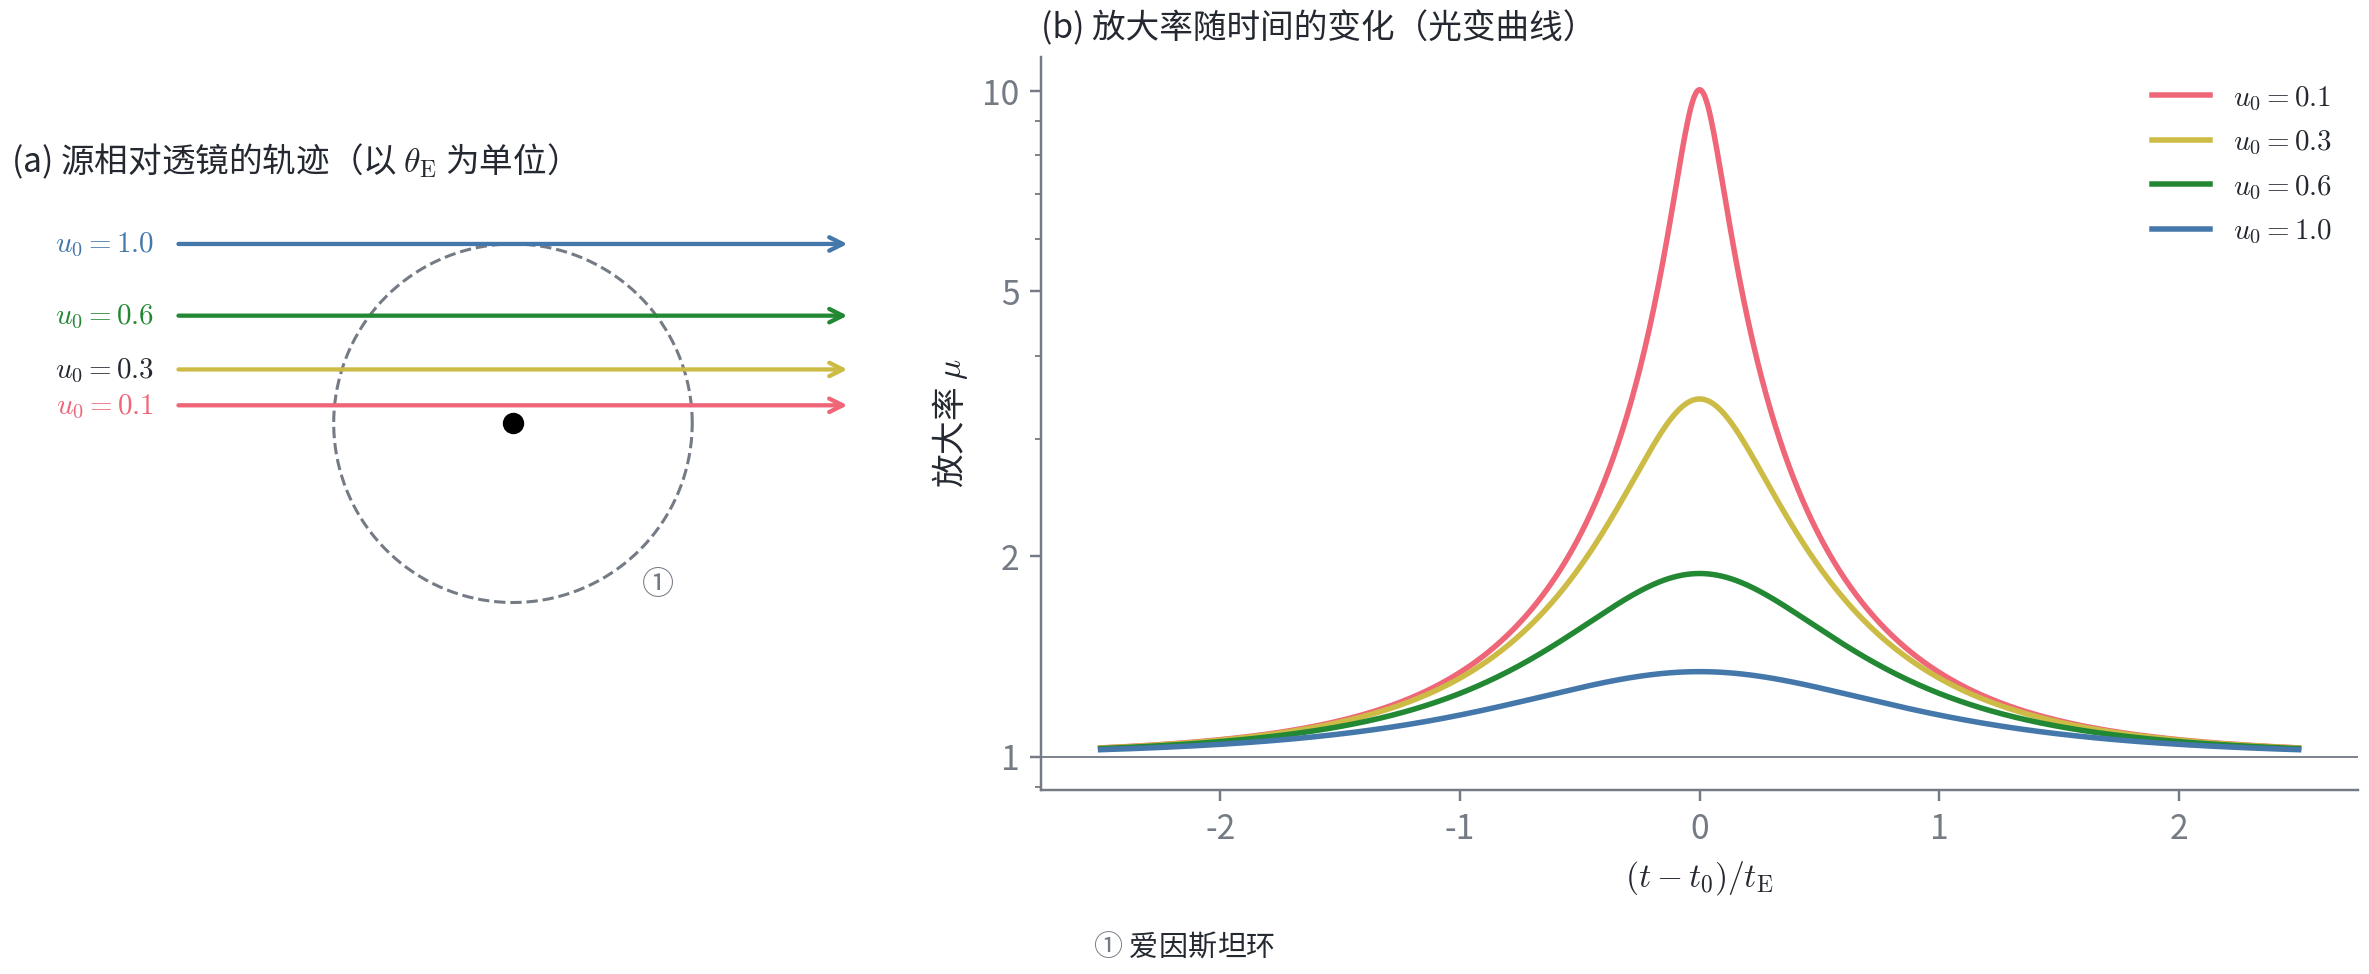 (a) 源相对透镜的轨迹（以 θ_E 为单位）
u₀ = 1.0
u₀ = 0.6
u₀ = 0.3
u₀ = 0.1
①
(b) 放大率随时间的变化（光变曲线）
放大率 μ
10
5
2
1
u₀ = 0.1
u₀ = 0.3
u₀ = 0.6
u₀ = 1.0
-2 -1 0 1 2
(t − t₀)/t_E
① 爱因斯坦环